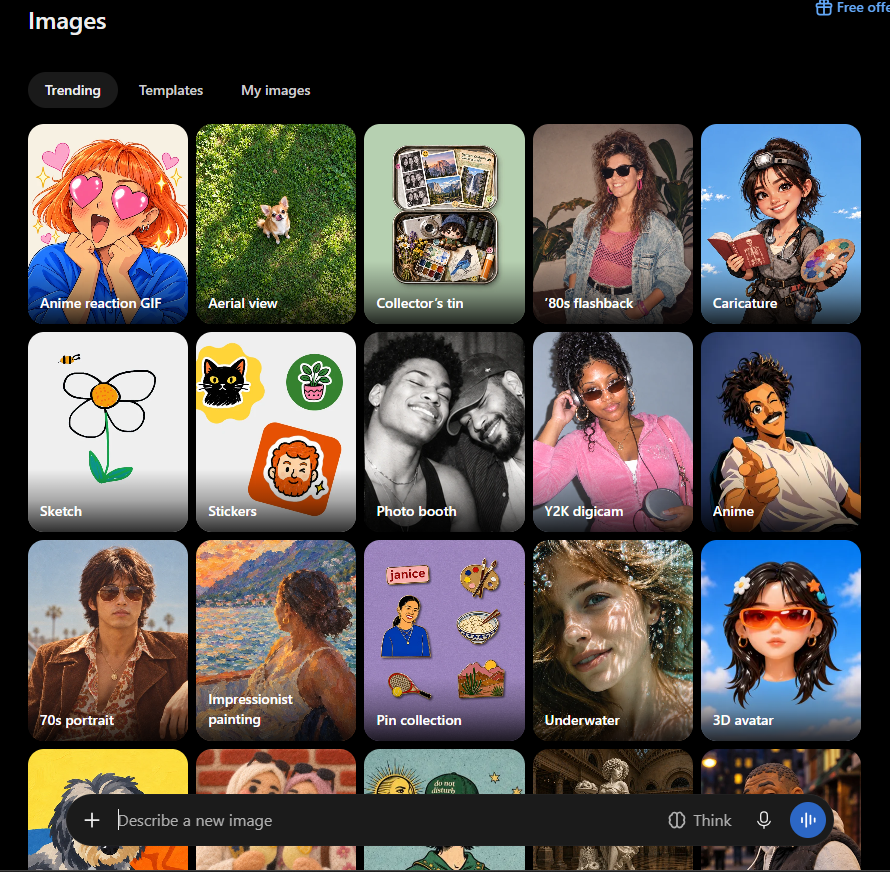 Images
Free offe
Trending
Templates
My images
Anime reaction GIF
Aerial view
Collector's tin
'80s flashback
Caricature
Sketch
Stickers
Photo booth
Y2K digicam
Anime
janice
70s portrait
Impressionist
painting
Pin collection
Underwater
3D avatar
do not
disturb
Describe a new image
Think